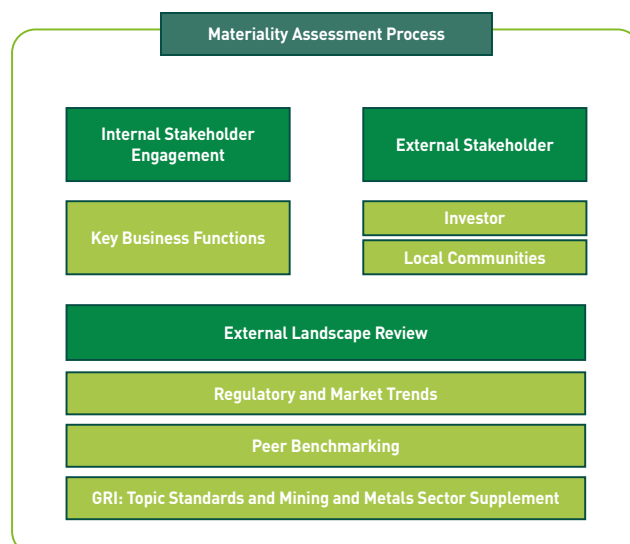 Materiality Assessment Process
Internal Stakeholder
Engagement
External Stakeholder
Key Business Functions
Investor
Local Communities
External Landscape Review
Regulatory and Market Trends
Peer Benchmarking
GRI: Topic Standards and Mining and Metals Sector Supplement